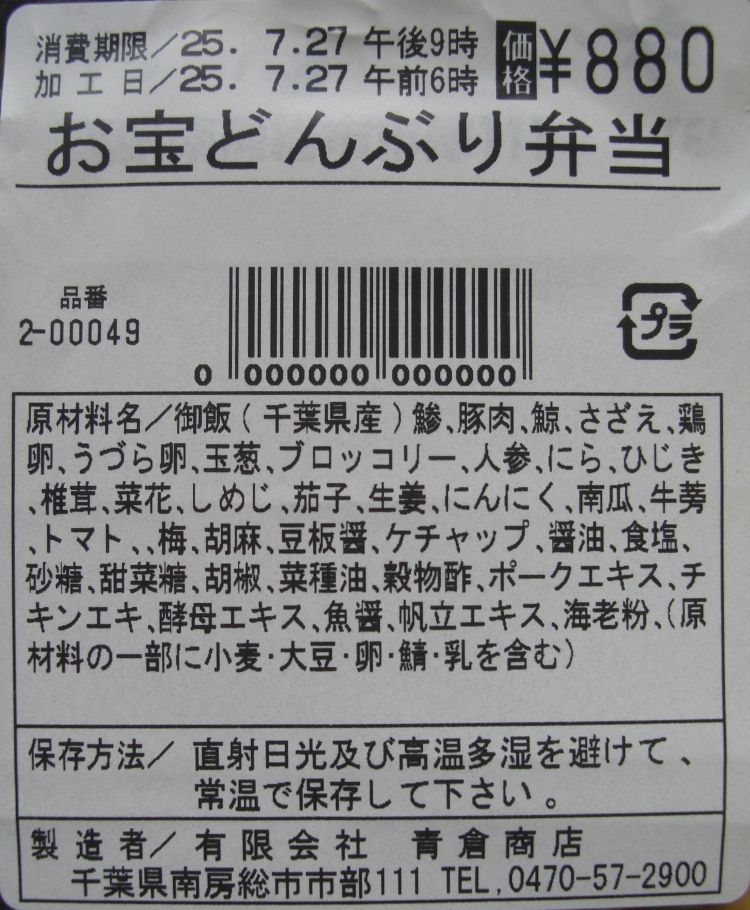 消費期限／25. 7.27 午後9時 価格 ¥880
加工日／25. 7.27 午前6時
お宝どんぶり弁当
品番
2-00049
プラ
0 000000 000000
原材料名／御飯(千葉県産)鯵、豚肉、鯨、さざえ、鶏
卵、うづら卵、玉葱、ブロッコリー、人参、にら、ひじき
、椎茸、菜花、しめじ、茄子、生姜、にんにく、南瓜、牛蒡
、トマト、、梅、胡麻、豆板醤、ケチャップ、醤油、食塩、
砂糖、甜菜糖、胡椒、菜種油、穀物酢、ポークエキス、チ
キンエキ、酵母エキス、魚醤、帆立エキス、海老粉、(原
材料の一部に小麦・大豆・卵・鯖・乳を含む)
保存方法／ 直射日光及び高温多湿を避けて、
常温で保存して下さい。
製造者／有限会社 青倉商店
千葉県南房総市市部111 TEL,0470-57-2900